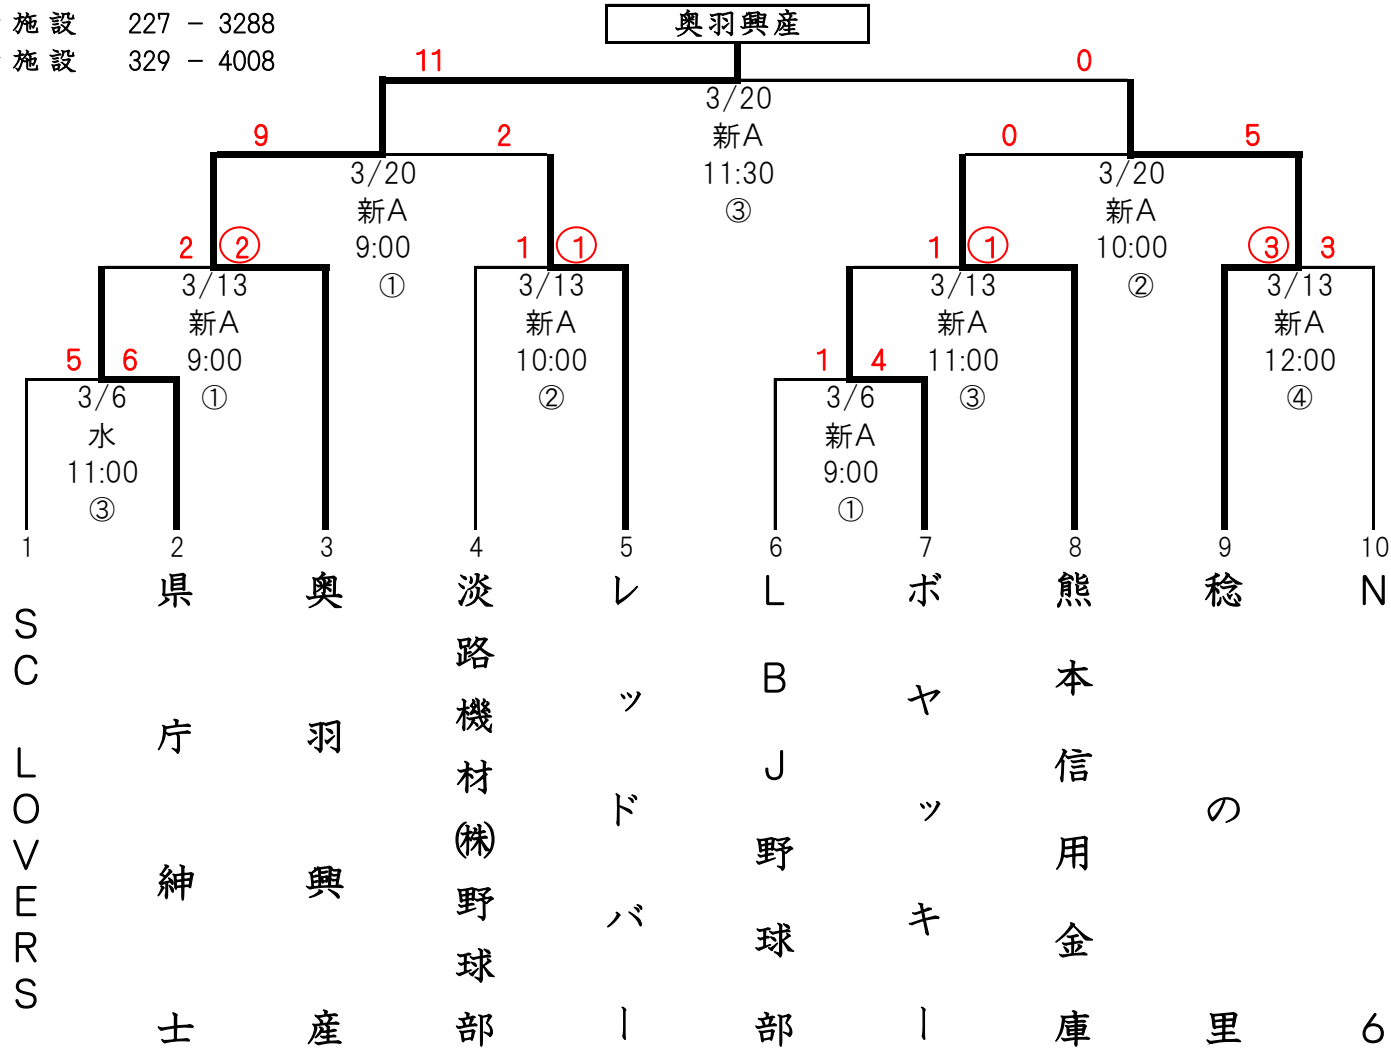 施設 227 - 3288
施設 329 - 4008
奥羽興産
11 0
3/20
新A
11:30
③
9 2
3/20
新A
9:00
①
0 5
3/20
新A
10:00
②
2 ②
3/13
新A
9:00
①
1 ①
3/13
新A
10:00
②
1 ①
3/13
新A
11:00
③
③ 3
3/13
新A
12:00
④
5 6
3/6
水
11:00
③
1 4
3/6
新A
9:00
①
1 2 3 4 5 6 7 8 9 10
SC LOVERS
県庁紳士
奥羽興産
淡路機材㈱野球部
レッドバー
LBJ野球部
ボヤッキー
熊本信用金庫
稔の里
N6